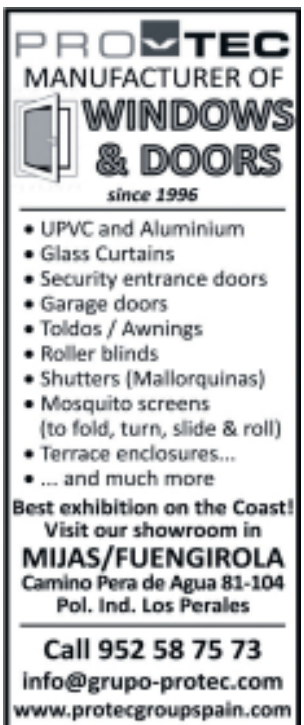 PROTEC
MANUFACTURER OF
WINDOWS
& DOORS
since 1996
• UPVC and Aluminium
• Glass Curtains
• Security entrance doors
• Garage doors
• Toldos / Awnings
• Roller blinds
• Shutters (Mallorquinas)
• Mosquito screens
(to fold, turn, slide & roll)
• Terrace enclosures...
• ... and much more
Best exhibition on the Coast!
Visit our showroom in
MIJAS/FUENGIROLA
Camino Pera de Agua 81-104
Pol. Ind. Los Perales
Call 952 58 75 73
info@grupo-protec.com
www.protecgroupspain.com